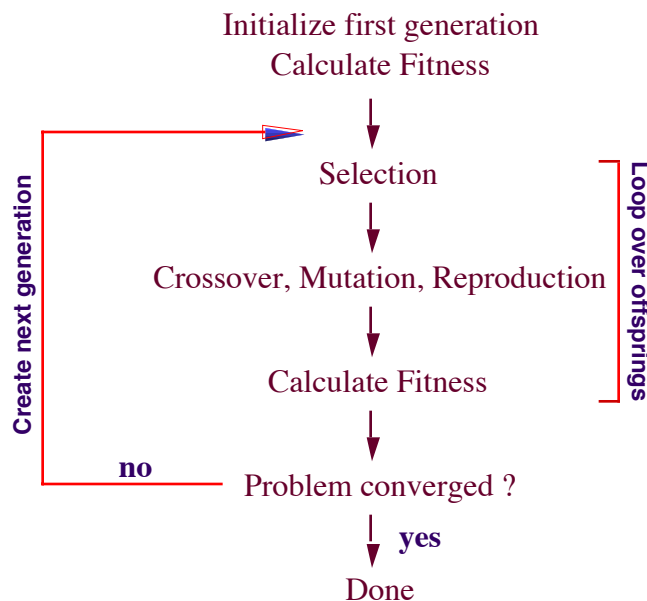 Initialize first generation
Calculate Fitness
Selection
Crossover, Mutation, Reproduction
Calculate Fitness
Problem converged ?
no
yes
Done
Create next generation
Loop over offsprings